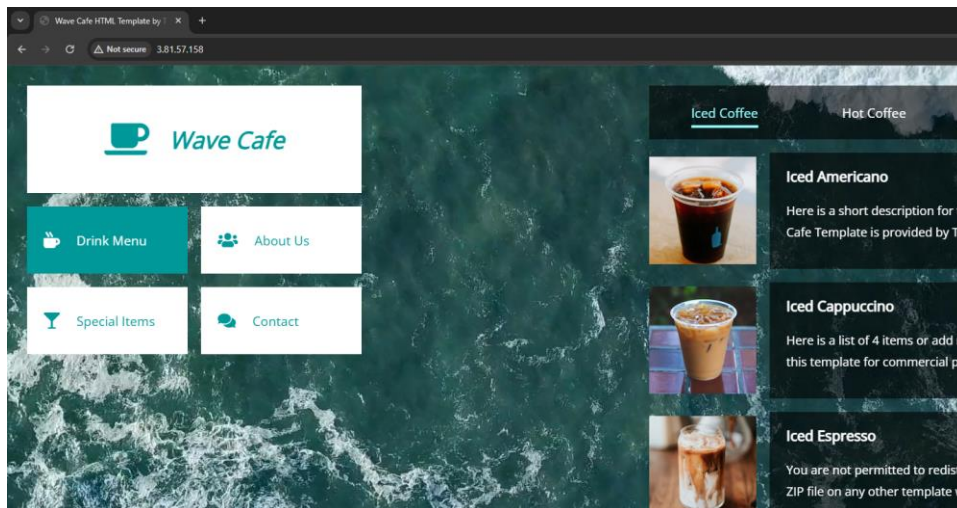 Wave Cafe HTML Template by T
Not secure 3.81.57.158
Wave Cafe
Drink Menu
About Us
Special Items
Contact
Iced Coffee
Hot Coffee
Iced Americano
Here is a short description for
Cafe Template is provided by T
Iced Cappuccino
Here is a list of 4 items or add
this template for commercial p
Iced Espresso
You are not permitted to redis
ZIP file on any other template